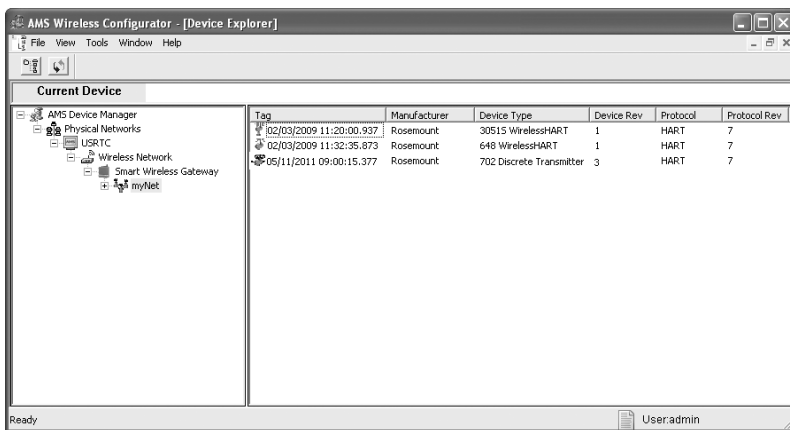 AMS Wireless Configurator - [Device Explorer]
File View Tools Window Help
Current Device
AMS Device Manager
Physical Networks
USRTC
Wireless Network
Smart Wireless Gateway
myNet
Tag Manufacturer Device Type Device Rev Protocol Protocol Rev
02/03/2009 11:20:00.937 Rosemount 3051S WirelessHART 1 HART 7
02/03/2009 11:32:35.873 Rosemount 648 WirelessHART 1 HART 7
05/11/2011 09:00:15.377 Rosemount 702 Discrete Transmitter 3 HART 7
Ready User:admin